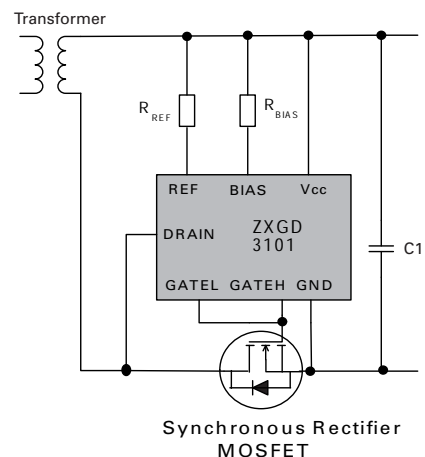 Transformer
R REF
R BIAS
REF BIAS Vcc
DRAIN
ZXGD
3101
C1
GATEL GATEH GND
Synchronous Rectifier
MOSFET